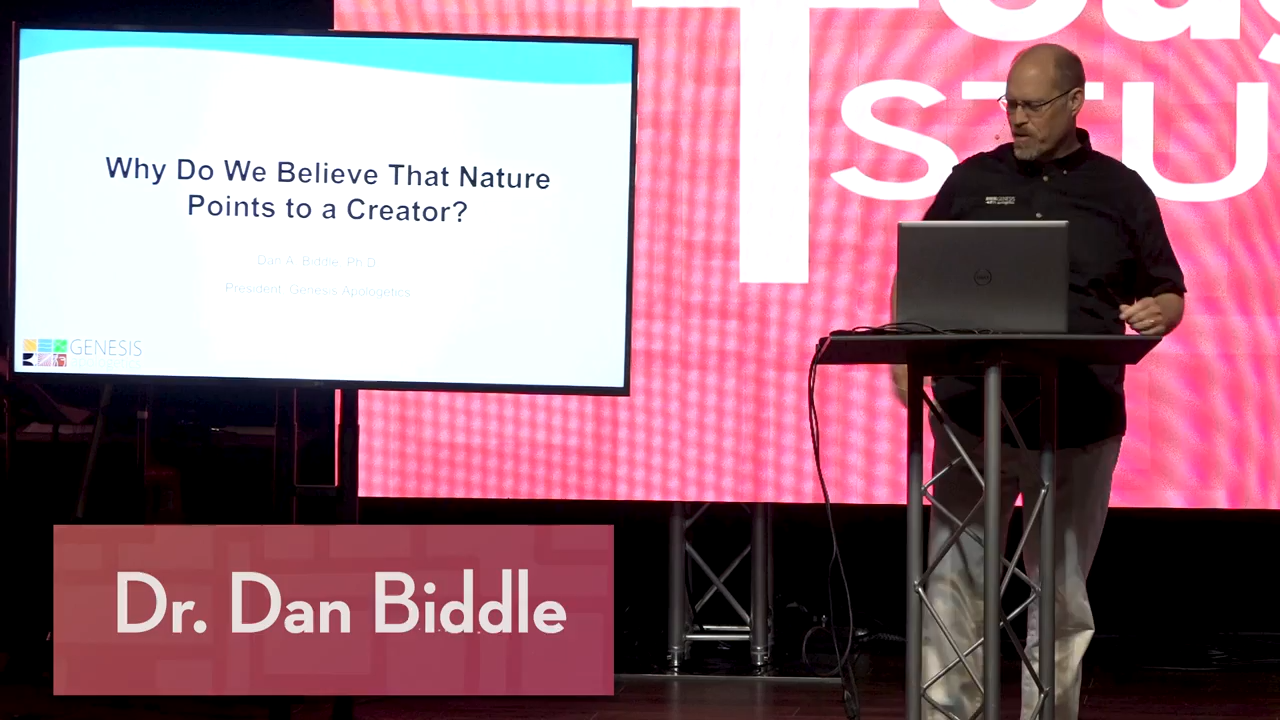 Why Do We Believe That Nature
Points to a Creator?
Dan A. Biddle, Ph.D.
President, Genesis Apologetics
GENESIS
STU
DELL
Dr. Dan Biddle